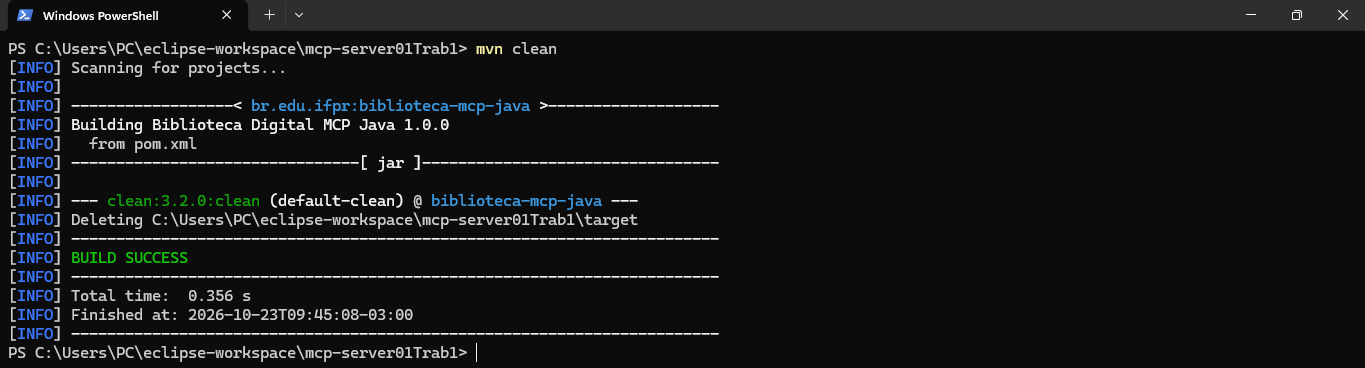 Windows PowerShell
PS C:\Users\PC\eclipse-workspace\mcp-server01Trab1> mvn clean
[INFO] Scanning for projects...
[INFO]
[INFO] ------------------< br.edu.ifpr:biblioteca-mcp-java >-------------------
[INFO] Building Biblioteca Digital MCP Java 1.0.0
[INFO]   from pom.xml
[INFO] --------------------------------[ jar ]---------------------------------
[INFO]
[INFO] --- clean:3.2.0:clean (default-clean) @ biblioteca-mcp-java ---
[INFO] Deleting C:\Users\PC\eclipse-workspace\mcp-server01Trab1\target
[INFO] ------------------------------------------------------------------------
[INFO] BUILD SUCCESS
[INFO] ------------------------------------------------------------------------
[INFO] Total time:  0.356 s
[INFO] Finished at: 2026-10-23T09:45:08-03:00
[INFO] ------------------------------------------------------------------------
PS C:\Users\PC\eclipse-workspace\mcp-server01Trab1>